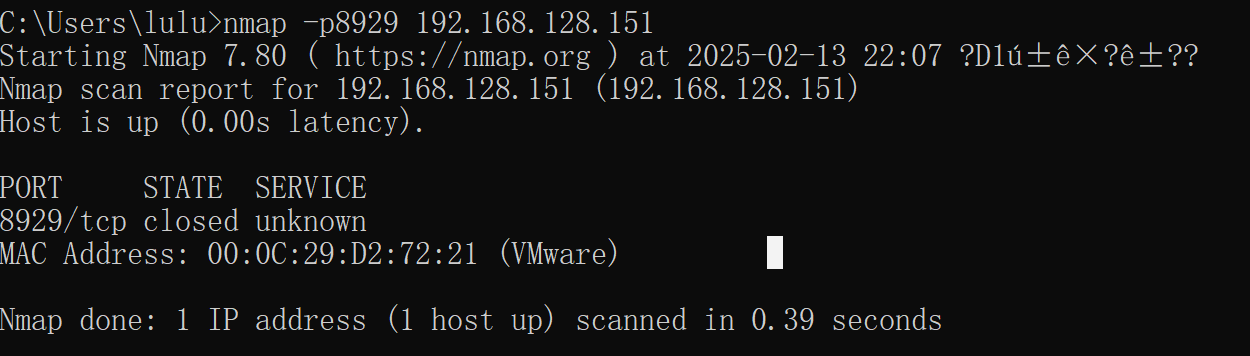 C:\Users\lulu>nmap -p8929 192.168.128.151
Starting Nmap 7.80 ( https://nmap.org ) at 2025-02-13 22:07 ?D1ú±ê×?ê±??
Nmap scan report for 192.168.128.151 (192.168.128.151)
Host is up (0.00s latency).
PORT     STATE  SERVICE
8929/tcp closed unknown
MAC Address: 00:0C:29:D2:72:21 (VMware)
Nmap done: 1 IP address (1 host up) scanned in 0.39 seconds